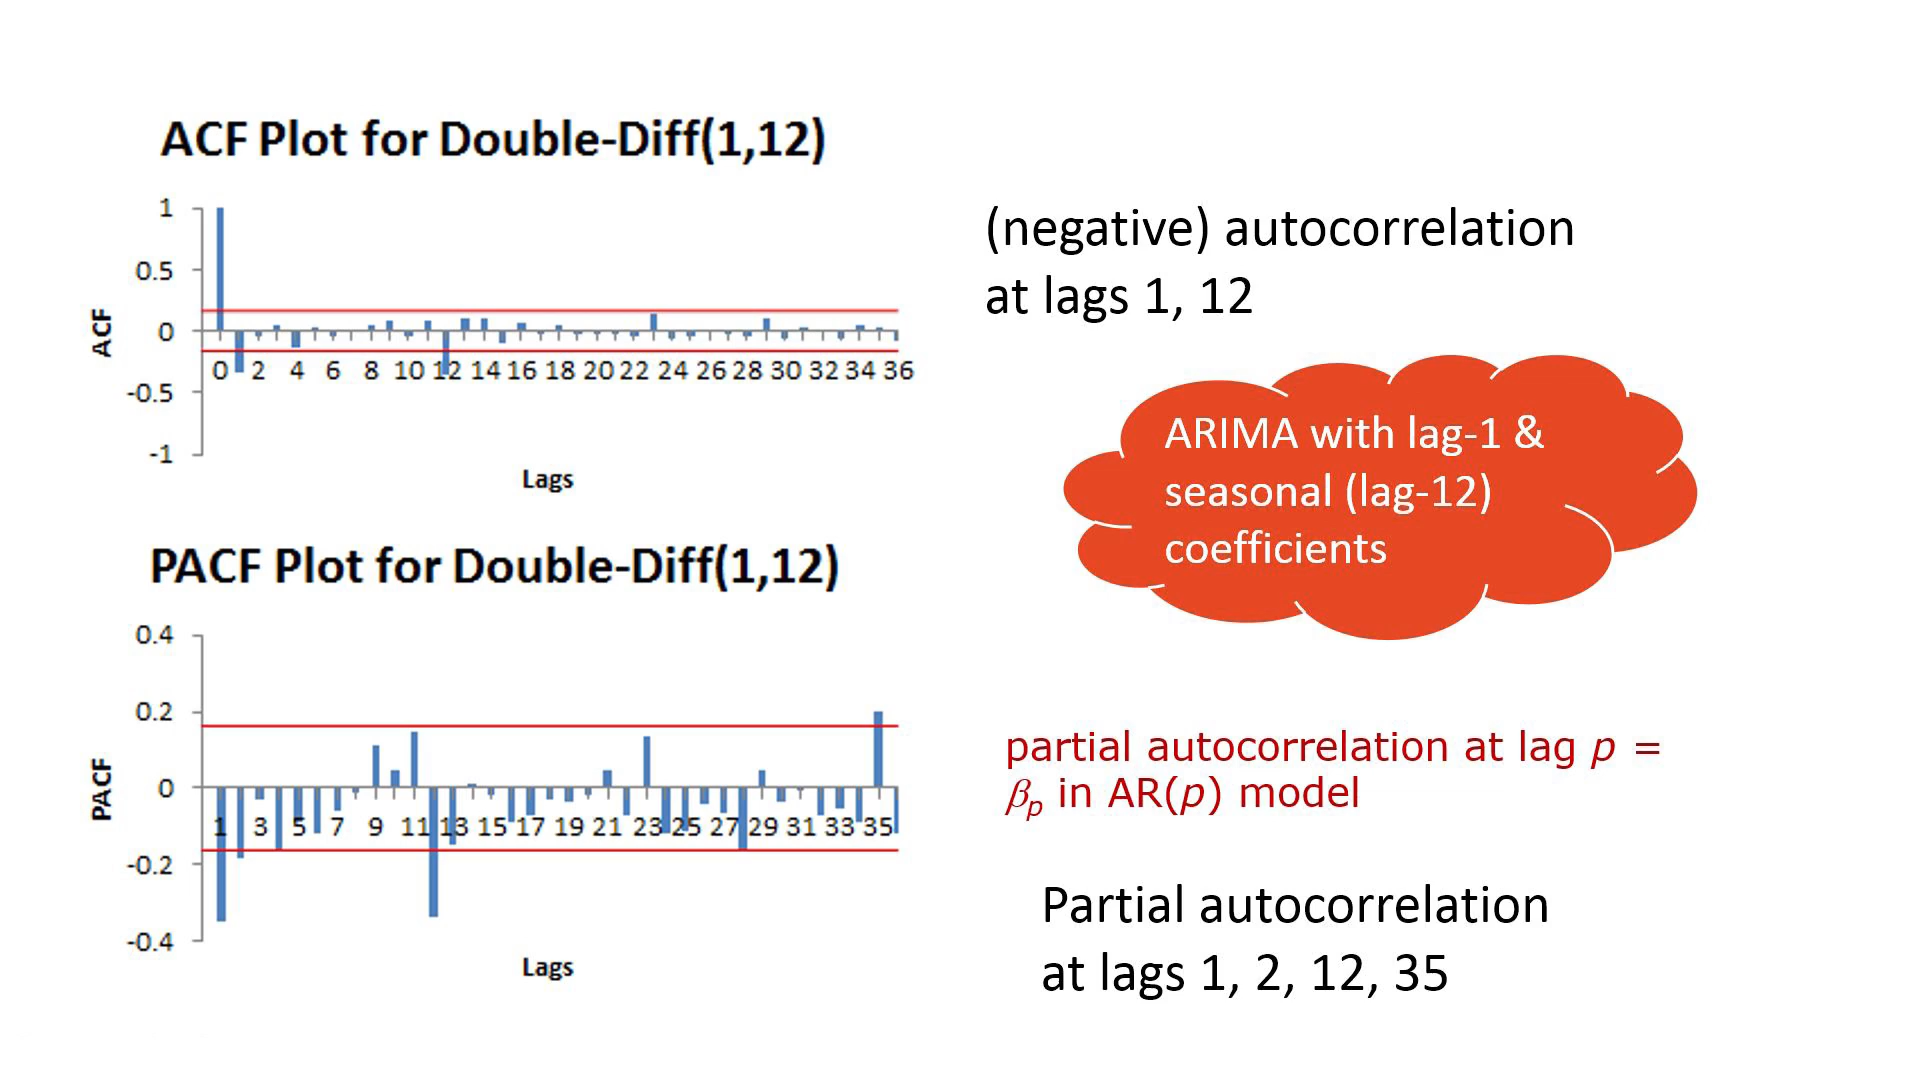 ACF Plot for Double-Diff(1,12)
1
0.5
0
-0.5
-1
ACF
0 2 4 6 8 10 12 14 16 18 20 22 24 26 28 30 32 34 36
Lags
(negative) autocorrelation
at lags 1, 12
ARIMA with lag-1 &
seasonal (lag-12)
coefficients
PACF Plot for Double-Diff(1,12)
0.4
0.2
0
-0.2
-0.4
PACF
1 3 5 7 9 11 13 15 17 19 21 23 25 27 29 31 33 35
Lags
partial autocorrelation at lag p =
βp in AR(p) model
Partial autocorrelation
at lags 1, 2, 12, 35